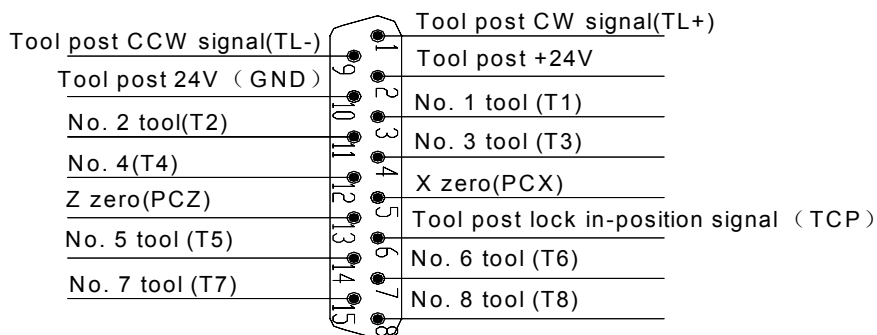 Tool post CW signal(TL+)
Tool post CCW signal(TL-)
Tool post +24V
Tool post 24V （GND）
No. 1 tool (T1)
No. 2 tool(T2)
No. 3 tool (T3)
No. 4(T4)
X zero(PCX)
Z zero(PCZ)
Tool post lock in-position signal （TCP）
No. 5 tool (T5)
No. 6 tool (T6)
No. 7 tool (T7)
No. 8 tool (T8)
1
9
2
10
3
11
4
12
5
13
6
14
7
15
8